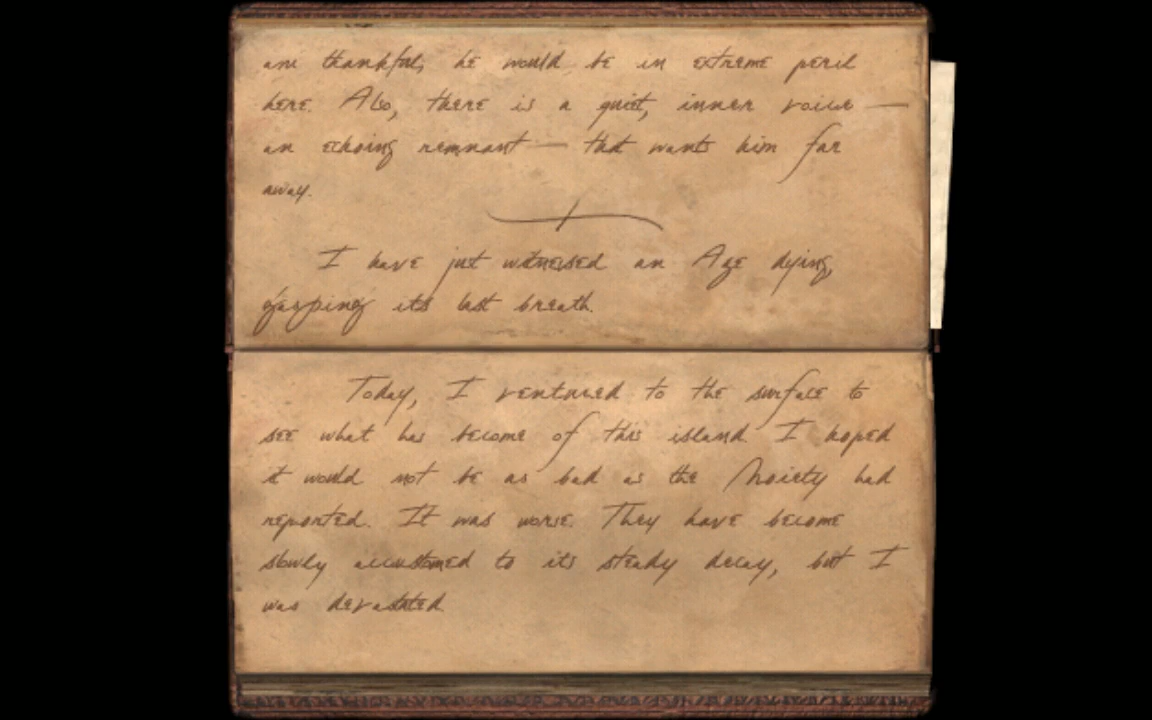 am thankful; he would be in extreme peril
here. Also, there is a quiet, inner voice —
an echoing remnant — that wants him far
away.
I have just witnessed an Age dying,
gasping its last breath.
Today, I ventured to the surface to
see what has become of this island. I hoped
it would not be as bad as the Moiety had
reported. It was worse. They have become
slowly accustomed to its steady decay, but I
was devastated.